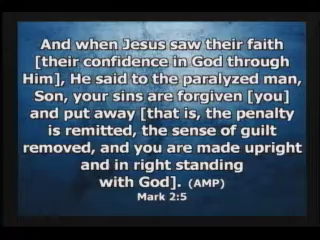 And when Jesus saw their faith
[their confidence in God through
Him], He said to the paralyzed man,
Son, your sins are forgiven [you]
and put away [that is, the penalty
is remitted, the sense of guilt
removed, and you are made upright
and in right standing
with God]. (AMP)
Mark 2:5